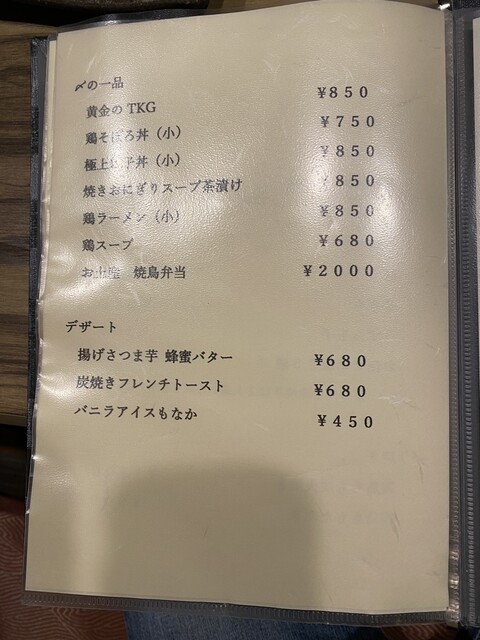 〆の一品
黄金の TKG ¥850
鶏そぼろ丼（小） ¥750
極上親子丼（小） ¥850
焼きおにぎりスープ茶漬け ¥850
鶏ラーメン（小） ¥850
鶏スープ ¥680
お土産 焼鳥弁当 ¥2000
デザート
揚げさつま芋 蜂蜜バター ¥680
炭焼きフレンチトースト ¥680
バニラアイスもなか ¥450